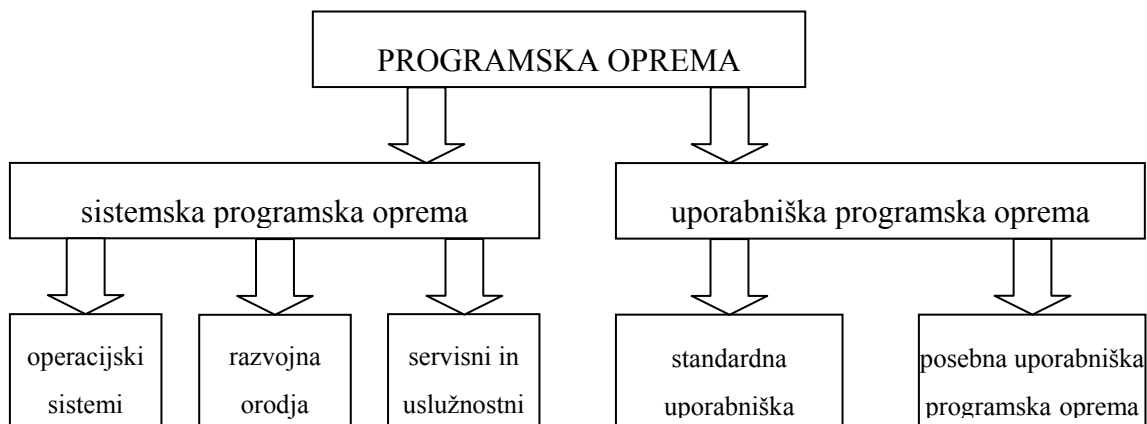 PROGRAMSKA OPREMA
sistemska programska oprema
uporabniška programska oprema
operacijski
sistemi
razvojna
orodja
servisni in
uslužnostni
standardna
uporabniška
posebna uporabniška
programska oprema